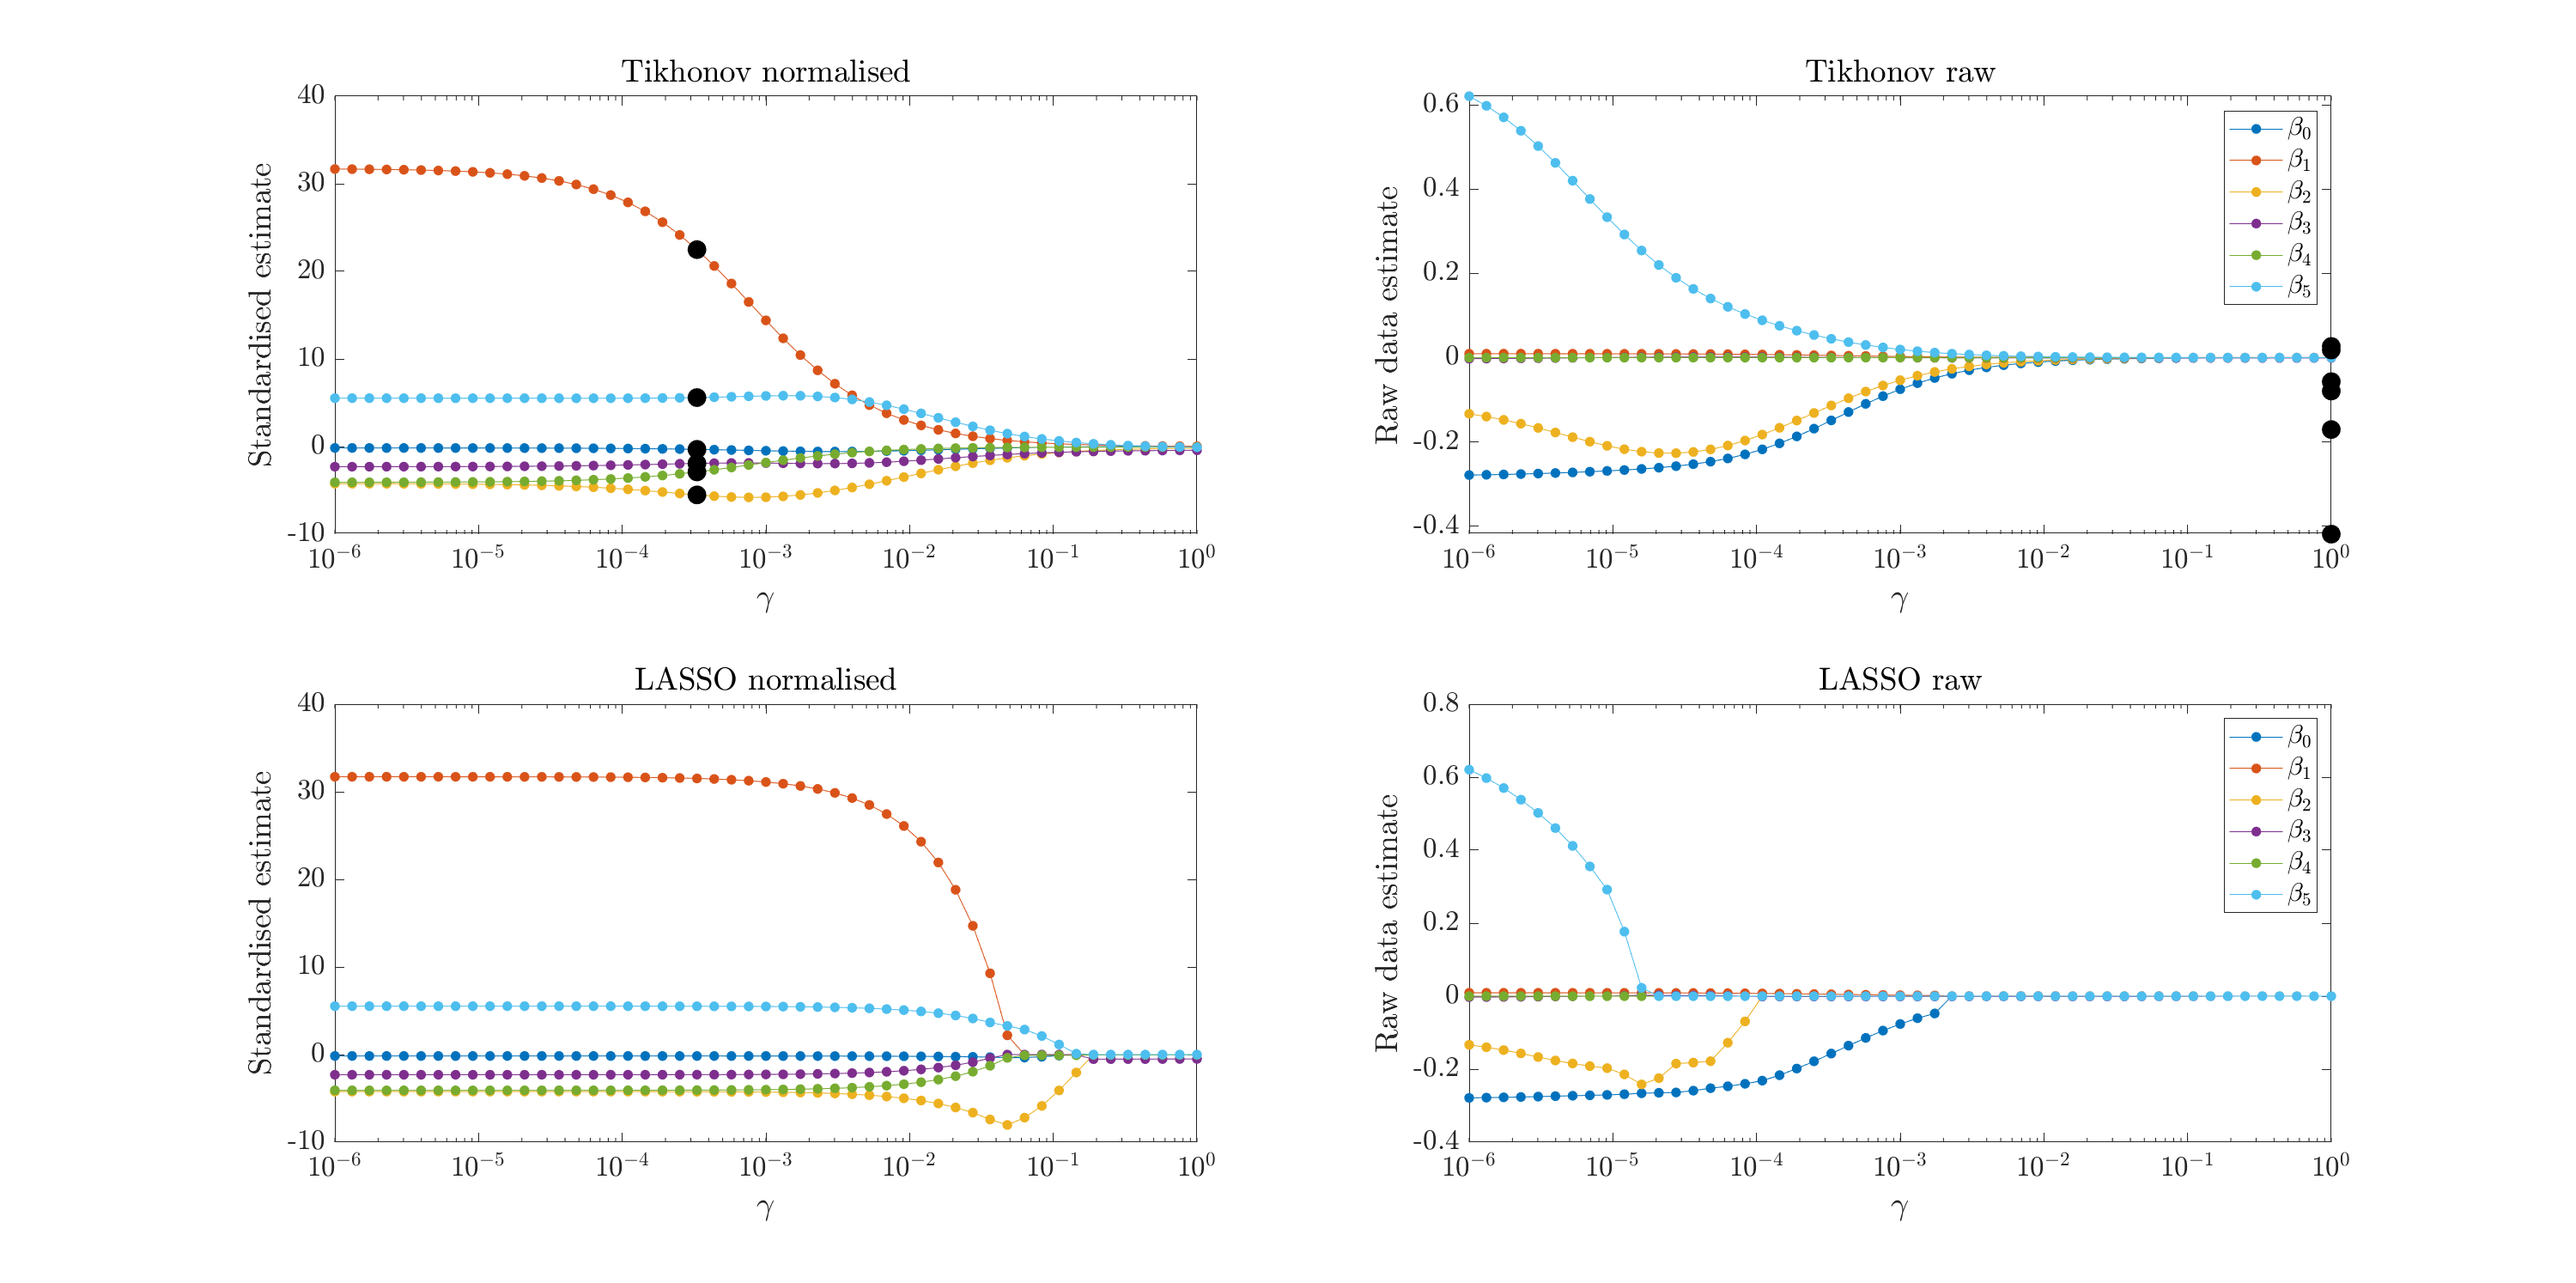 Tikhonov normalised
40
30
20
10
0
-10
Standardised estimate
10⁻⁶ 10⁻⁵ 10⁻⁴ 10⁻³ 10⁻² 10⁻¹ 10⁰
γ
Tikhonov raw
0.6
0.4
0.2
0
-0.2
-0.4
Raw data estimate
10⁻⁶ 10⁻⁵ 10⁻⁴ 10⁻³ 10⁻² 10⁻¹ 10⁰
γ
β₀
β₁
β₂
β₃
β₄
β₅
LASSO normalised
40
30
20
10
0
-10
Standardised estimate
10⁻⁶ 10⁻⁵ 10⁻⁴ 10⁻³ 10⁻² 10⁻¹ 10⁰
γ
LASSO raw
0.8
0.6
0.4
0.2
0
-0.2
-0.4
Raw data estimate
10⁻⁶ 10⁻⁵ 10⁻⁴ 10⁻³ 10⁻² 10⁻¹ 10⁰
γ
β₀
β₁
β₂
β₃
β₄
β₅